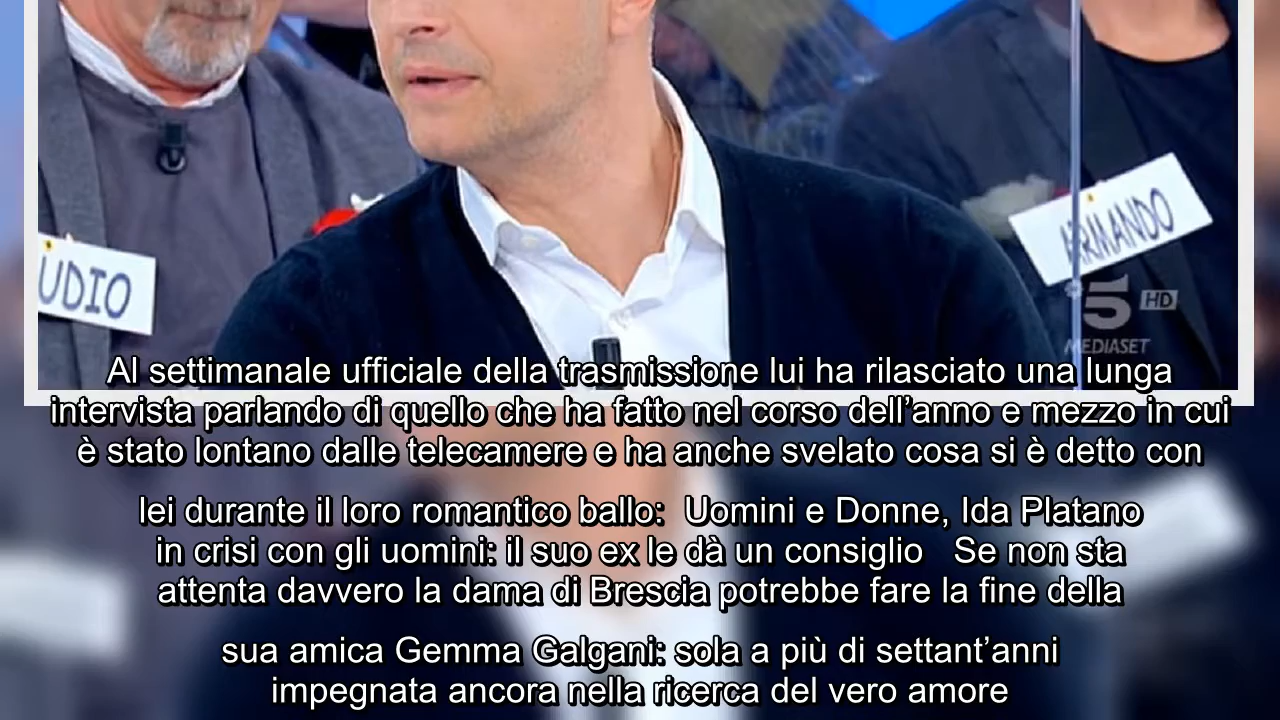 UDIO
ARMANDO
5 HD
MEDIASET
Al settimanale ufficiale della trasmissione lui ha rilasciato una lunga
intervista parlando di quello che ha fatto nel corso dell’anno e mezzo in cui
è stato lontano dalle telecamere e ha anche svelato cosa si è detto con
lei durante il loro romantico ballo:  Uomini e Donne, Ida Platano
in crisi con gli uomini: il suo ex le dà un consiglio   Se non sta
attenta davvero la dama di Brescia potrebbe fare la fine della
sua amica Gemma Galgani: sola a più di settant’anni
impegnata ancora nella ricerca del vero amore